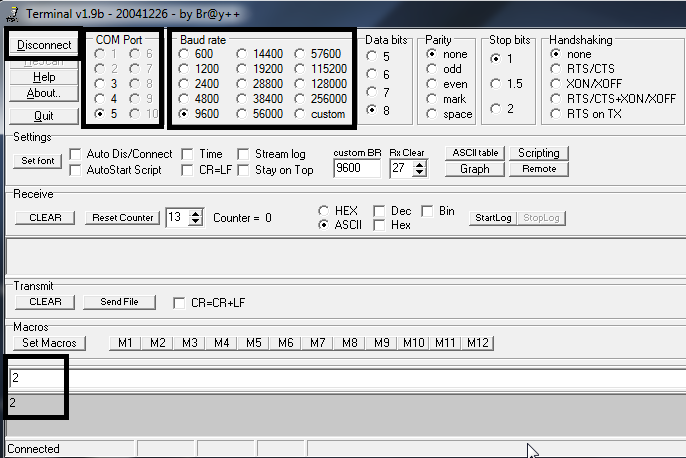 Terminal v1.9b - 20041226 - by Br@y++
Disconnect
ReScan
Help
About..
Quit
COM Port
1 6
2 7
3 8
4 9
5 10
Baud rate
600 14400 57600
1200 19200 115200
2400 28800 128000
4800 38400 256000
9600 56000 custom
Data bits
5
6
7
8
Parity
none
odd
even
mark
space
Stop bits
1
1.5
2
Handshaking
none
RTS/CTS
XON/XOFF
RTS/CTS+XON/XOFF
RTS on TX
Settings
Set font
Auto Dis/Connect Time Stream log
AutoStart Script CR=LF Stay on Top
custom BR Rx Clear
9600 27
ASCII table Scripting
Graph Remote
Receive
CLEAR Reset Counter 13 Counter = 0
HEX Dec Bin
ASCII Hex
StartLog StopLog
Transmit
CLEAR Send File CR=CR+LF
Macros
Set Macros M1 M2 M3 M4 M5 M6 M7 M8 M9 M10 M11 M12
2
2
Connected